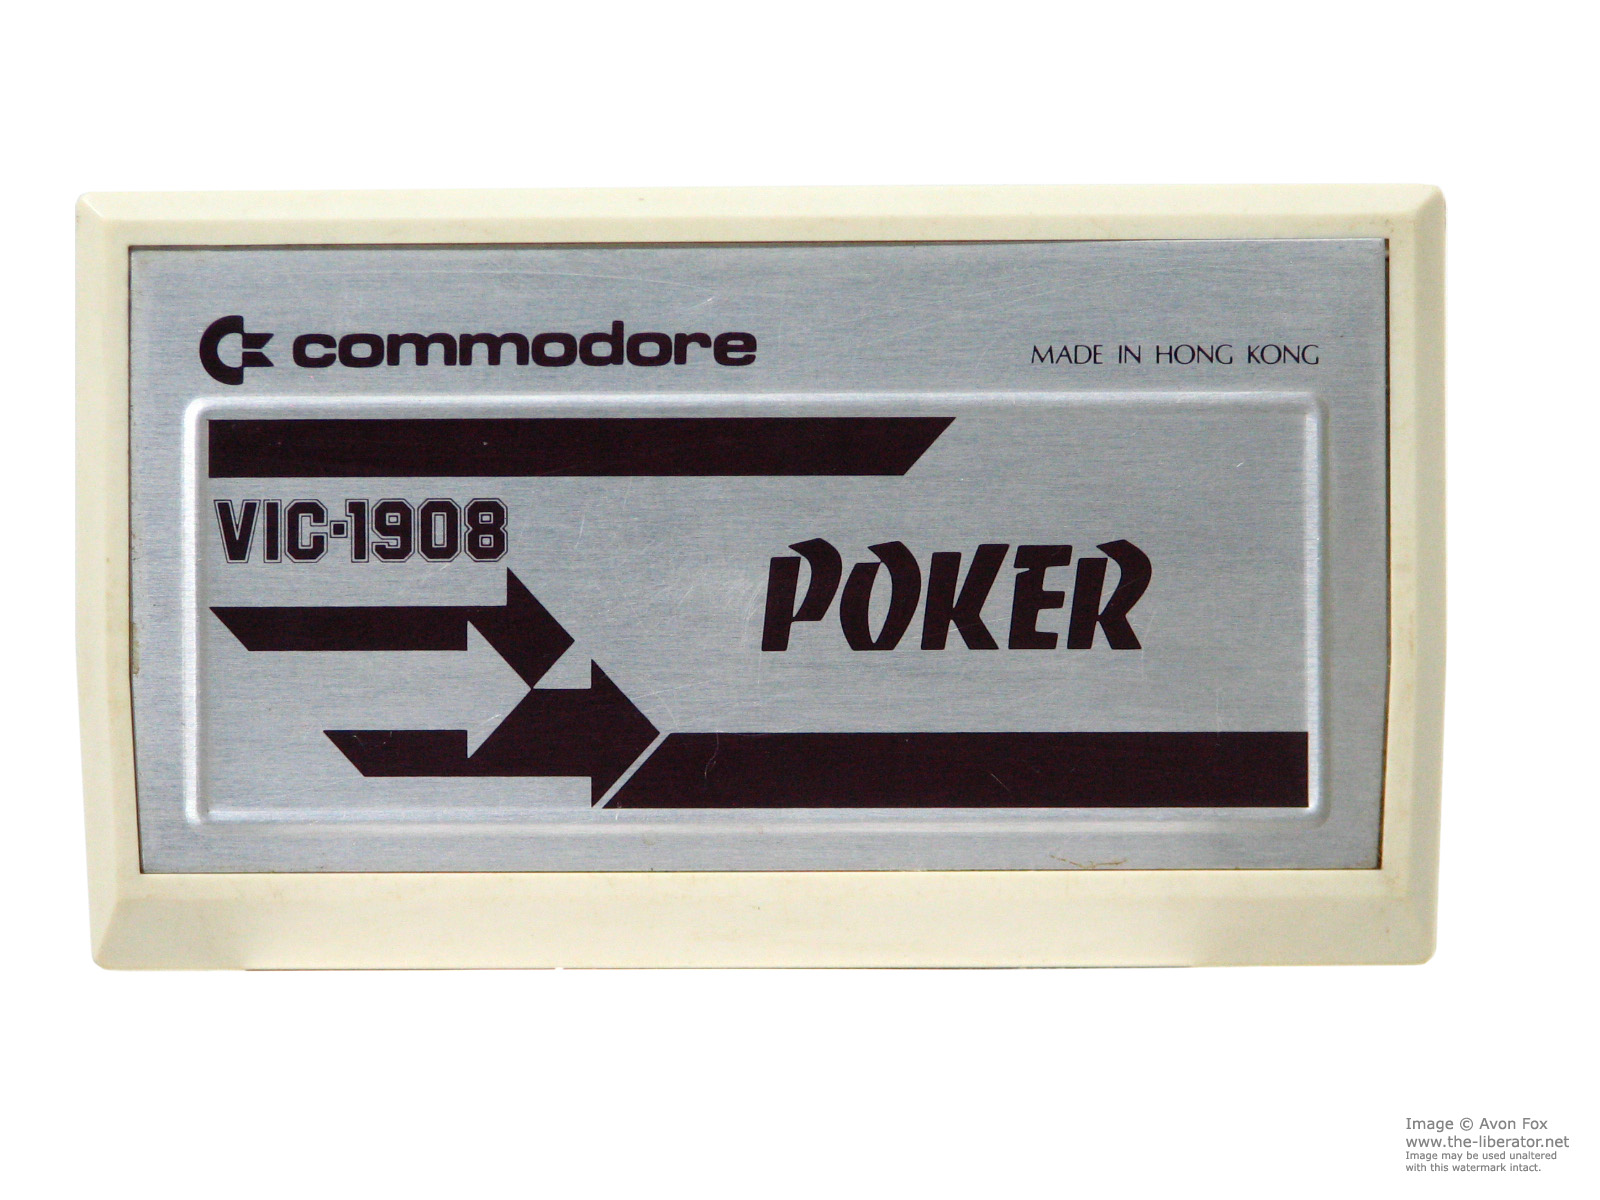 commodore
MADE IN HONG KONG
VIC·1908
POKER
Image © Avon Fox
www.the-liberator.net
Image may be used unaltered
with this watermark intact.